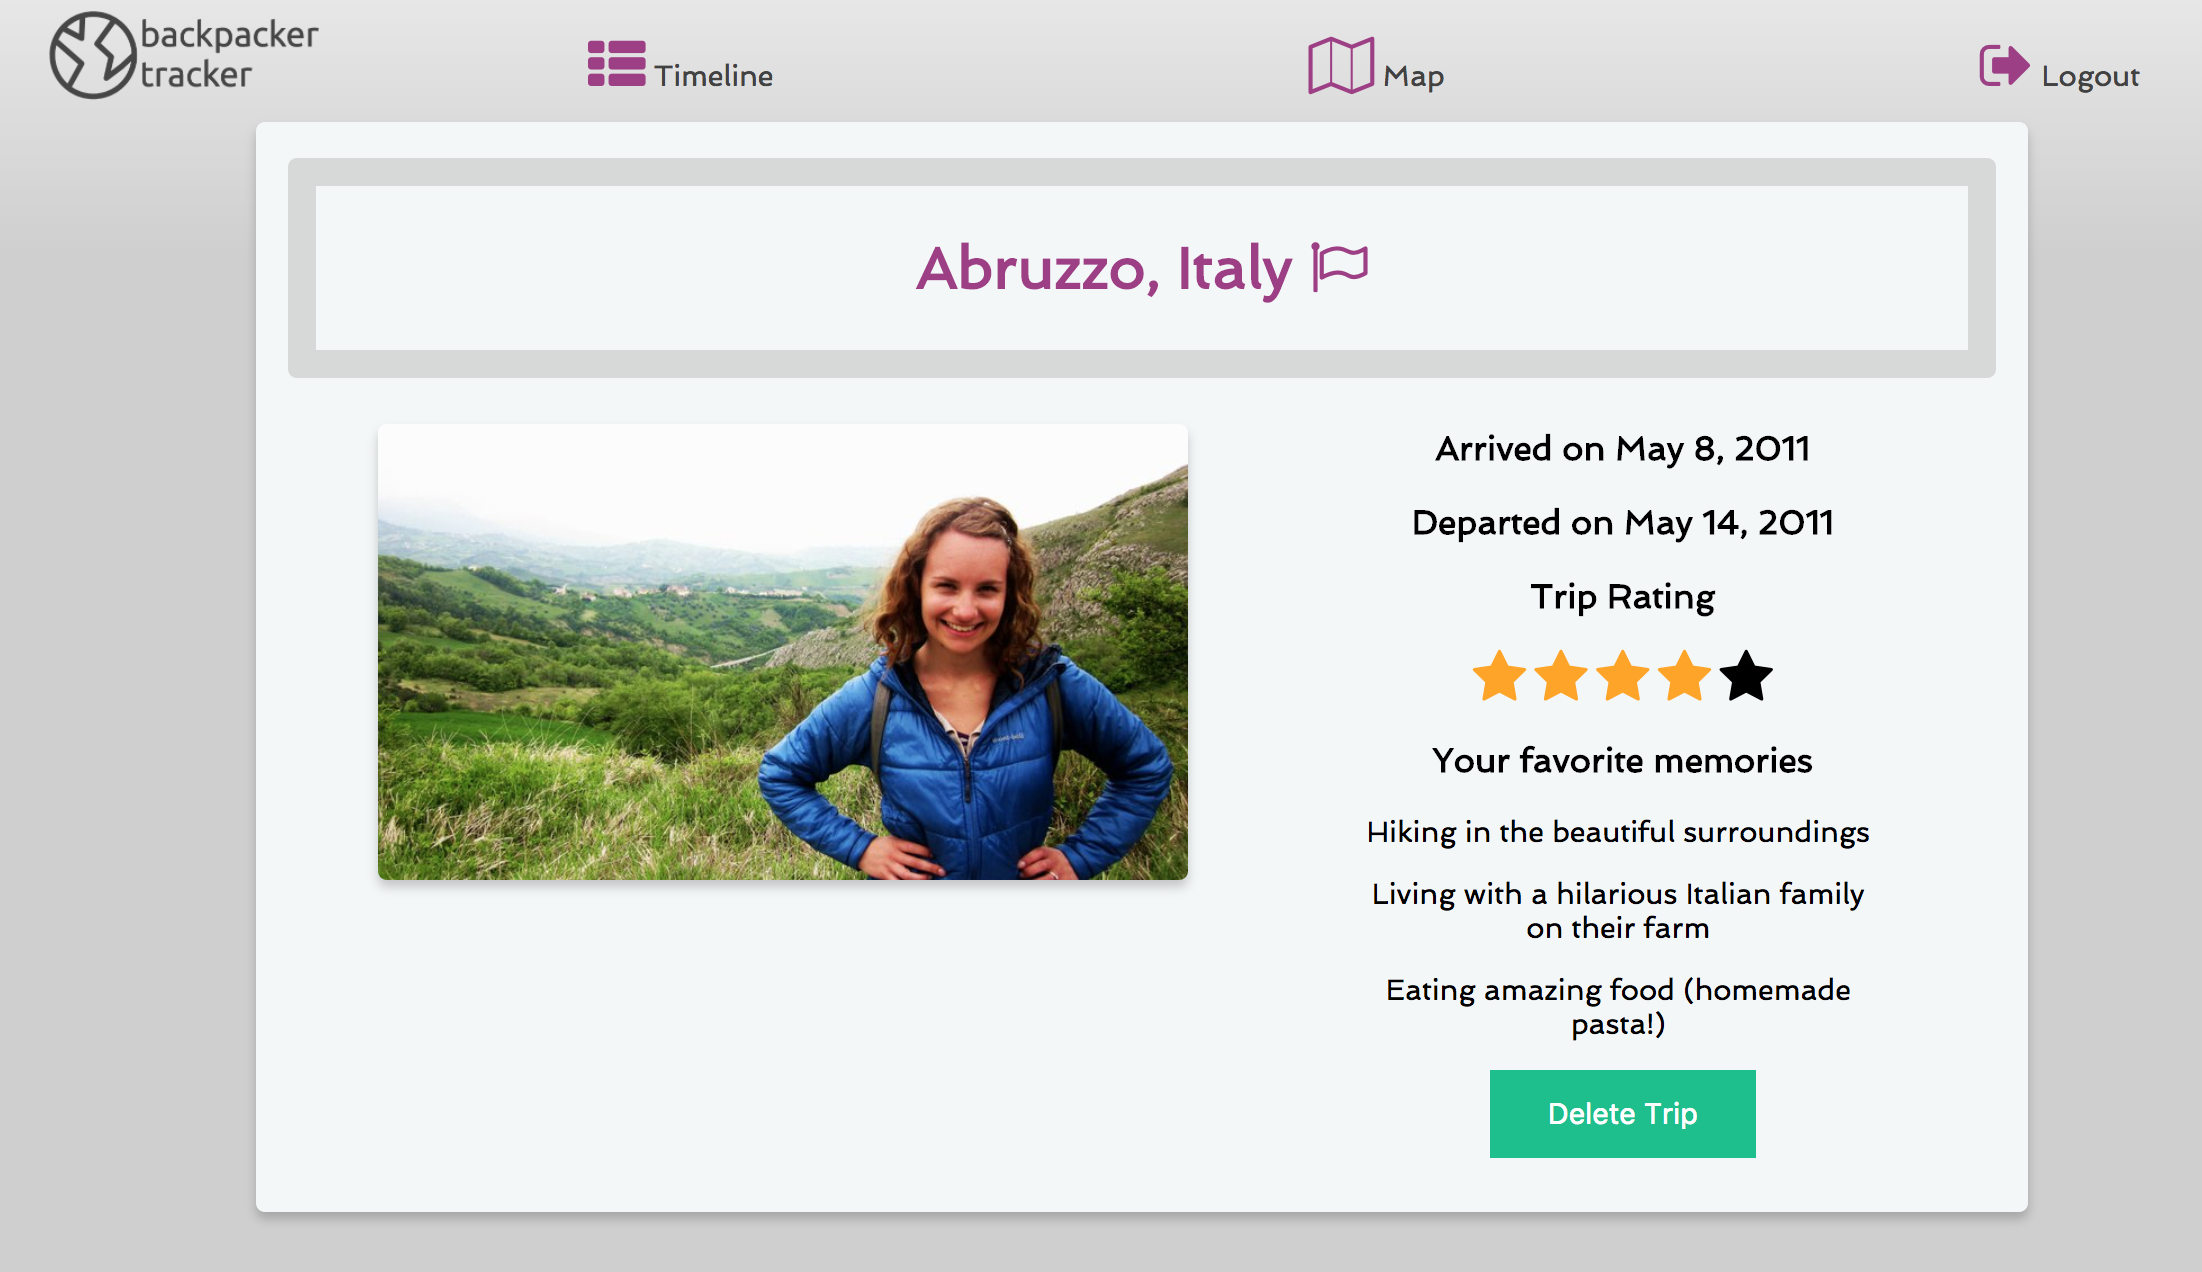 backpacker
tracker
Timeline
Map
Logout
Abruzzo, Italy
Arrived on May 8, 2011
Departed on May 14, 2011
Trip Rating
Your favorite memories
Hiking in the beautiful surroundings
Living with a hilarious Italian family
on their farm
Eating amazing food (homemade
pasta!)
Delete Trip